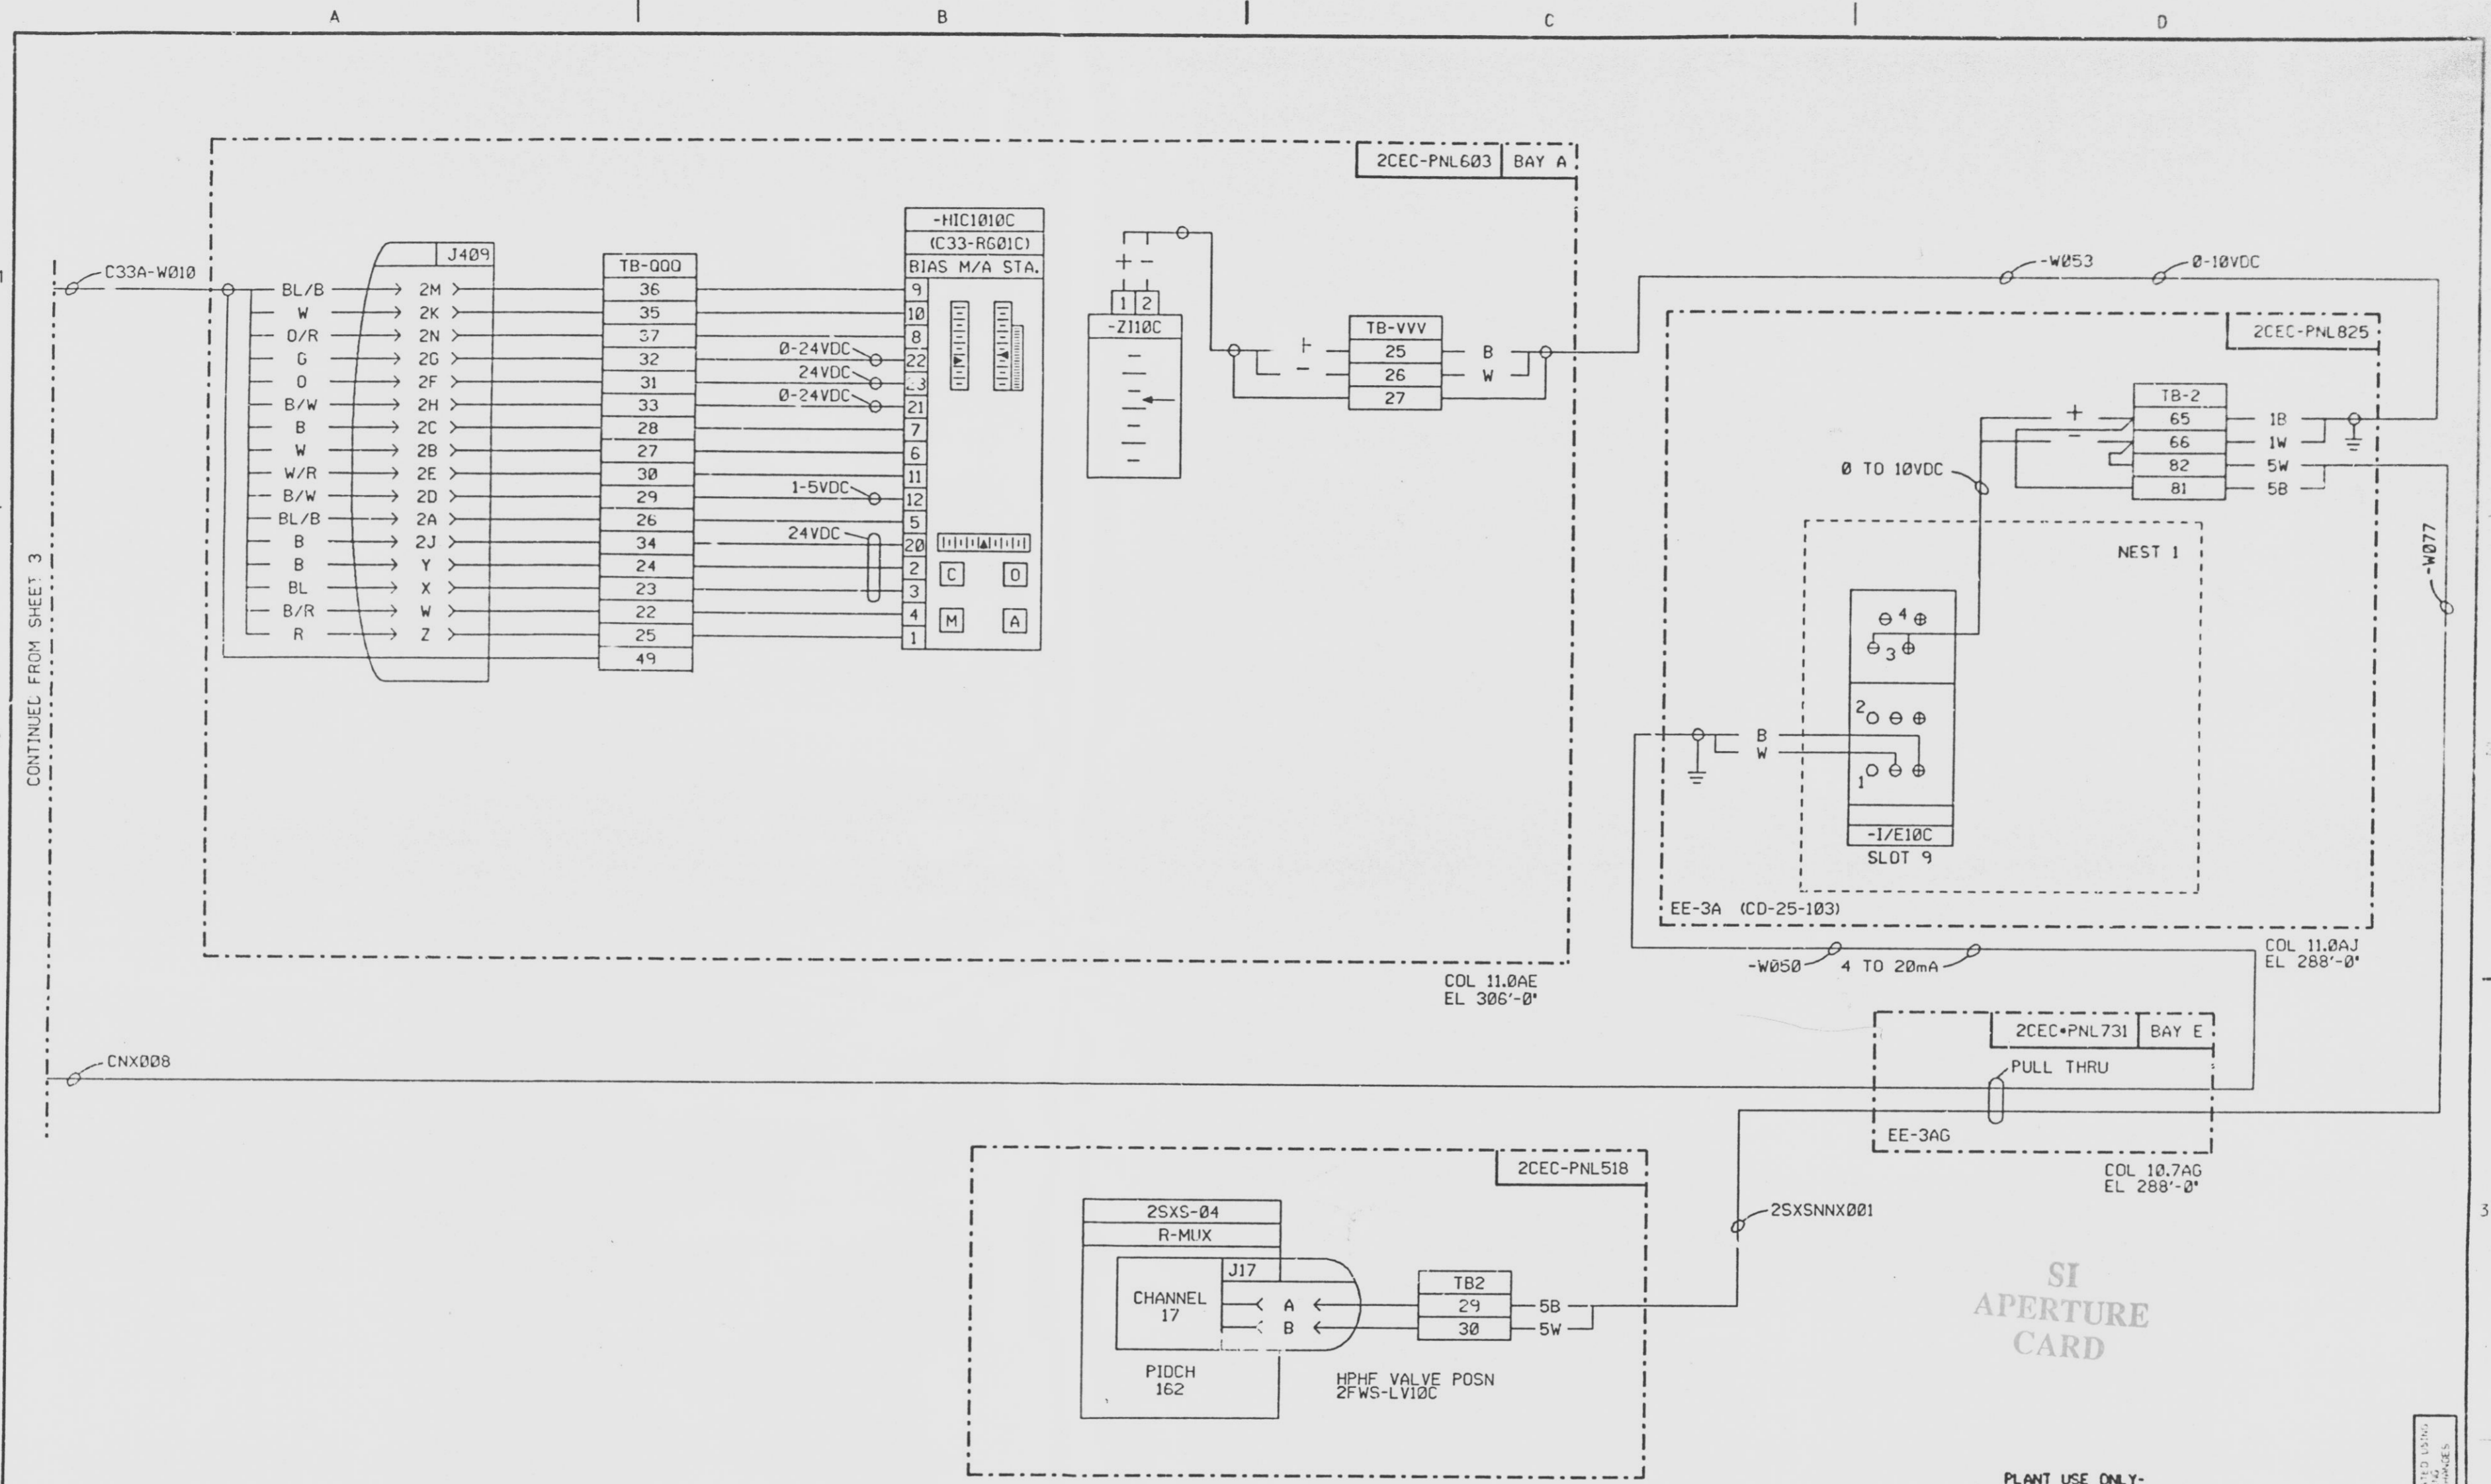 A
B
C
D
2CEC-PNL603 BAY A
-HIC1010C
(C33-R601C)
BIAS M/A STA.
J409
TB-QQQ
C33A-W010
BL/B 2M 36 9
W 2K 35 10
O/R 2N 37 8
G 2G 32 0-24VDC 22
O 2F 31 24VDC
B/W 2H 33 0-24VDC 21
B 2C 28 7
W 2B 27 6
W/R 2E 30 11
B/W 2D 29 1-5VDC 12
BL/B 2A 26 5
B 2J 34 24VDC 20
B Y 24 2
BL X 23 3
B/R W 22 4
R Z 25 1
49
C O
M A
+ -
1 2
-ZI10C
TB-VVV
+ 25 B
- 26 W
27
-W053
0-10VDC
2CEC-PNL825
TB-2
+ 65 1B
- 66 1W
82 5W
81 5B
0 TO 10VDC
-W077
NEST 1
4
3
2
1
B
W
-I/E10C
SLOT 9
EE-3A (CD-25-103)
COL 11.0AJ
EL 288'-0"
-W050
4 TO 20mA
COL 11.0AE
EL 306'-0"
CONTINUED FROM SHEET 3
CNX008
2CEC•PNL731 BAY E
PULL THRU
EE-3AG
COL 10.7AG
EL 288'-0"
2CEC-PNL518
2SXS-04
R-MUX
J17
CHANNEL
17
A
B
TB2
29 5B
30 5W
2SXSNNX001
PIDCH
162
HPHF VALVE POSN
2FWS-LV10C
3
SI
APERTURE
CARD
PLANT USE ONLY-